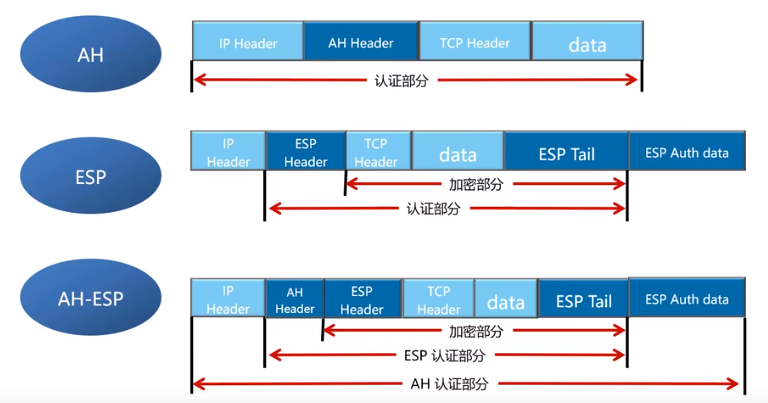 AH
IP Header
AH Header
TCP Header
data
认证部分
ESP
IP
Header
ESP
Header
TCP
Header
data
ESP Tail
ESP Auth data
加密部分
认证部分
AH-ESP
IP
Header
AH
Header
ESP
Header
TCP
Header
data
ESP Tail
ESP Auth data
加密部分
ESP 认证部分
AH 认证部分